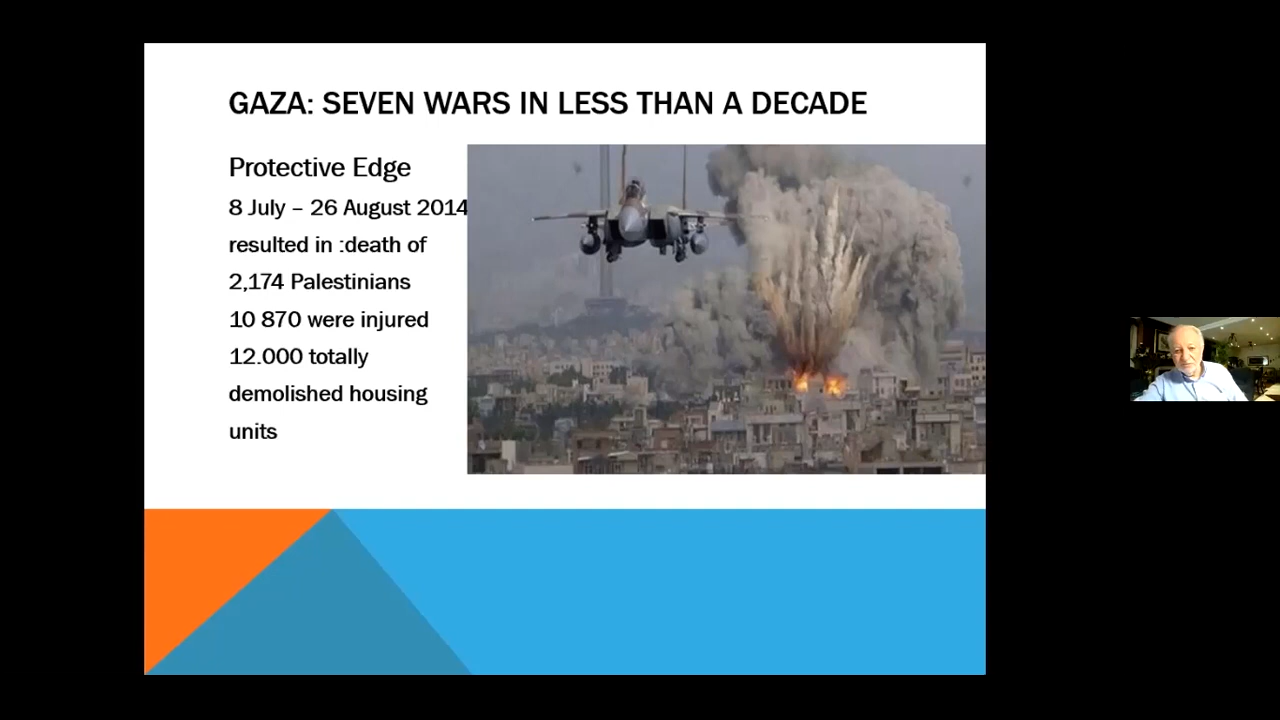 GAZA: SEVEN WARS IN LESS THAN A DECADE
Protective Edge
8 July – 26 August 2014
resulted in :death of
2,174 Palestinians
10 870 were injured
12.000 totally
demolished housing
units